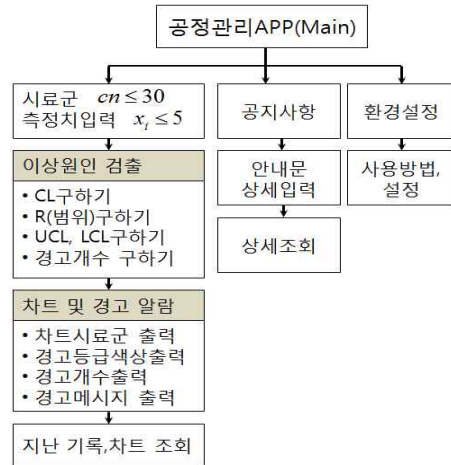 공정관리APP(Main)
시료군 cn ≤ 30
측정치입력 x_i ≤ 5
이상원인 검출
• CL구하기
• R(범위)구하기
• UCL, LCL구하기
• 경고개수 구하기
차트 및 경고 알람
• 차트시료군 출력
• 경고등급색상출력
• 경고개수출력
• 경고메시지 출력
지난 기록,차트 조회
공지사항
안내문
상세입력
상세조회
환경설정
사용방법,
설정